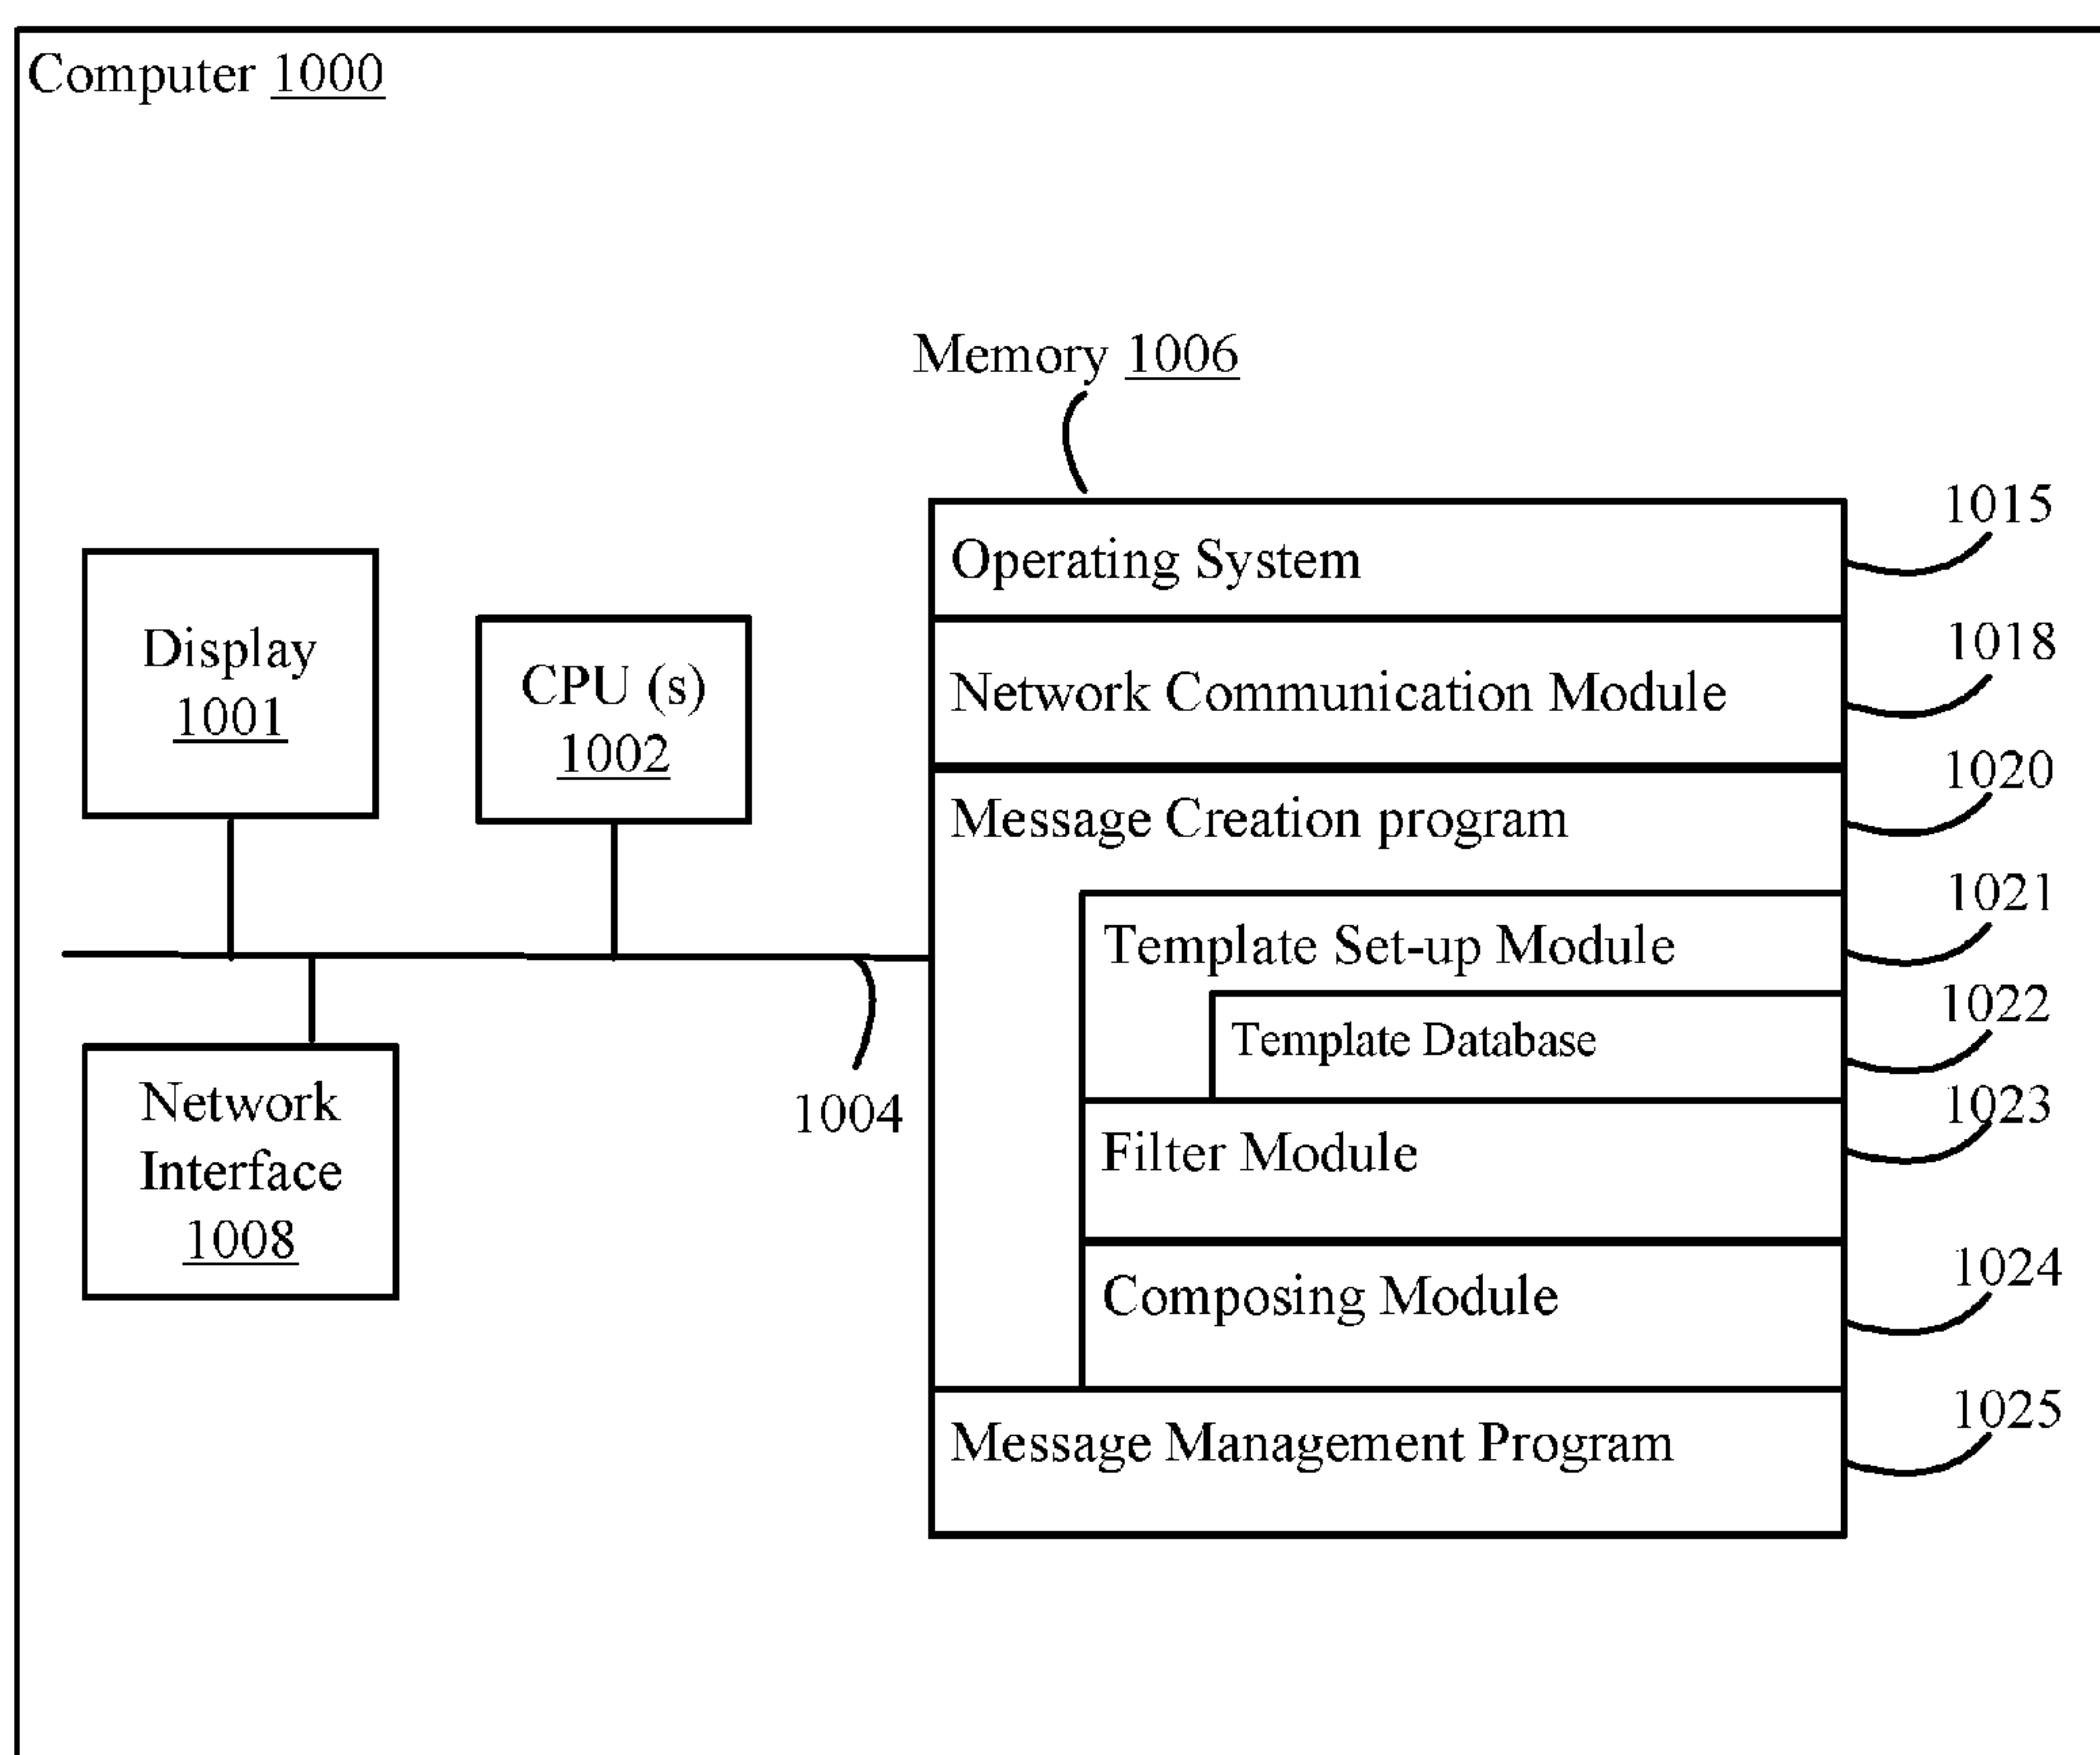 Computer 1000
Memory 1006
Operating System
1015
Network Communication Module
1018
Message Creation program
1020
Template Set-up Module
1021
Template Database
1022
Filter Module
1023
Composing Module
1024
Message Management Program
1025
Display
1001
CPU (s)
1002
1004
Network
Interface
1008